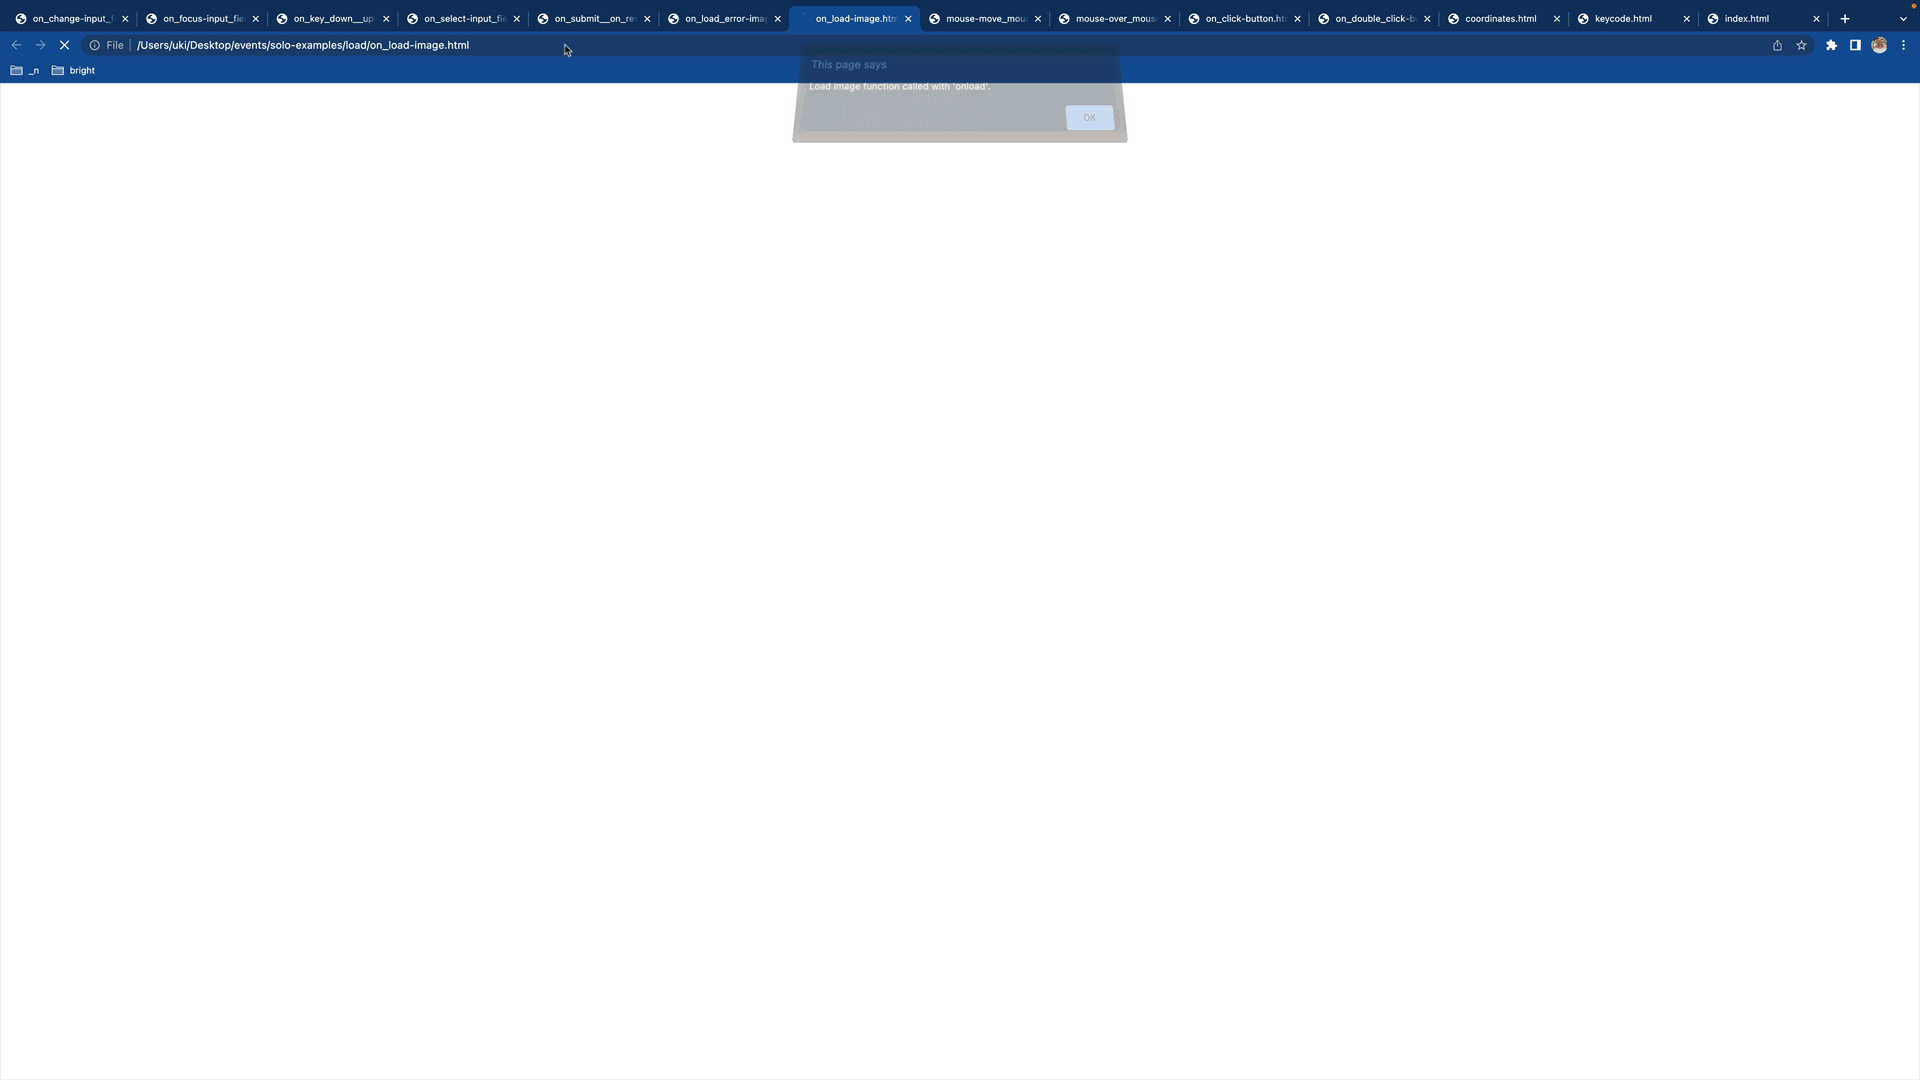 on_change-input_f
on_focus-input_fie
on_key_down__up-
on_select-input_fie
on_submit__on_res
on_load_error-imag
on_load-image.htm
mouse-move_mou
mouse-over_mous
on_click-button.ht
on_double_click-b
coordinates.html
keycode.html
index.html
File
/Users/uki/Desktop/events/solo-examples/load/on_load-image.html
_n
bright
This page says
Load image function called with 'onload'.
OK